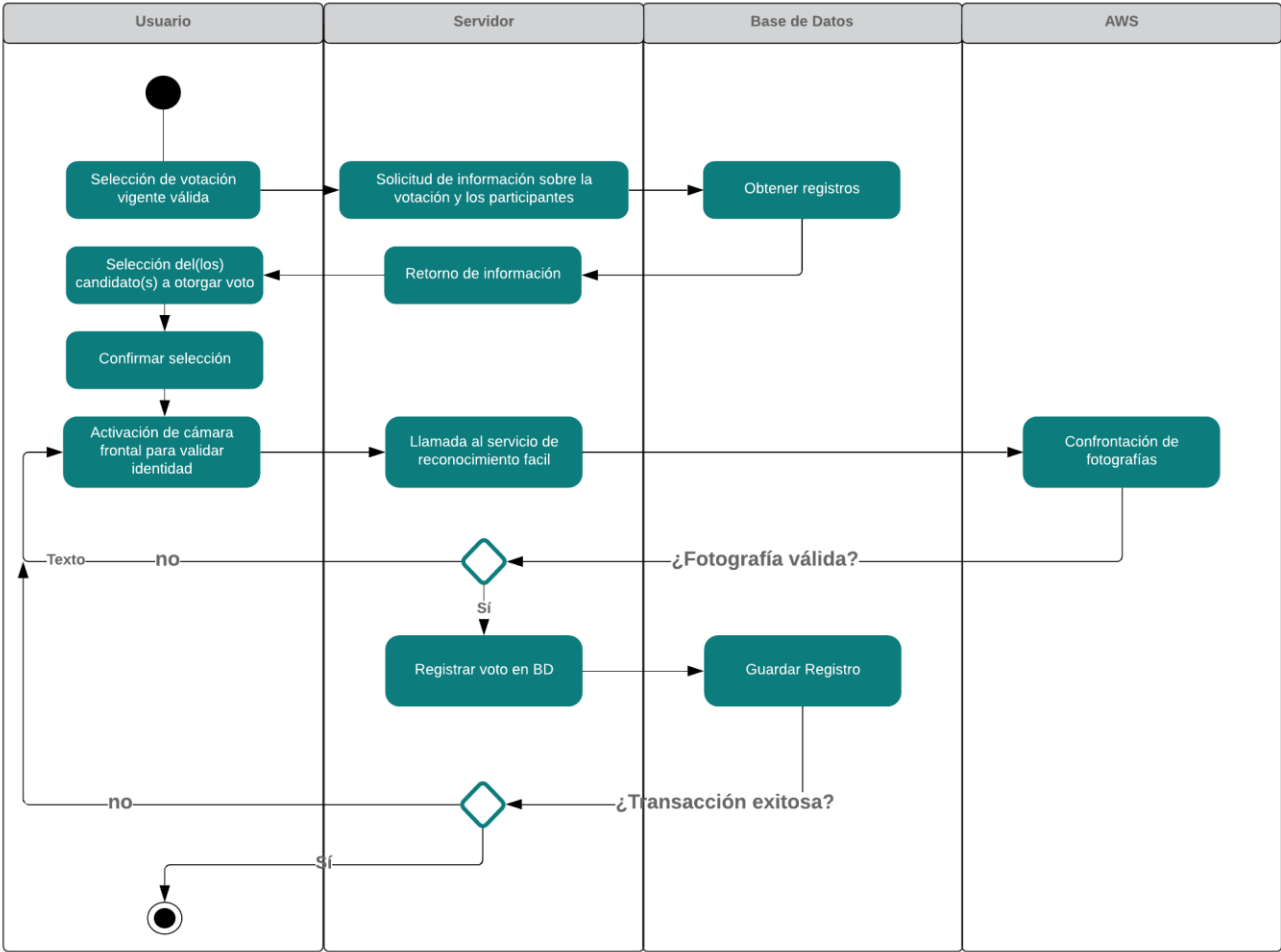 Usuario
Servidor
Base de Datos
AWS
Selección de votación
vigente válida
Solicitud de información sobre la
votación y los participantes
Obtener registros
Selección del(los)
candidato(s) a otorgar voto
Retorno de información
Confirmar selección
Activación de cámara
frontal para validar
identidad
Llamada al servicio de
reconocimiento facil
Confrontación de
fotografías
Texto
no
¿Fotografía válida?
Sí
Registrar voto en BD
Guardar Registro
no
¿Transacción exitosa?
Sí